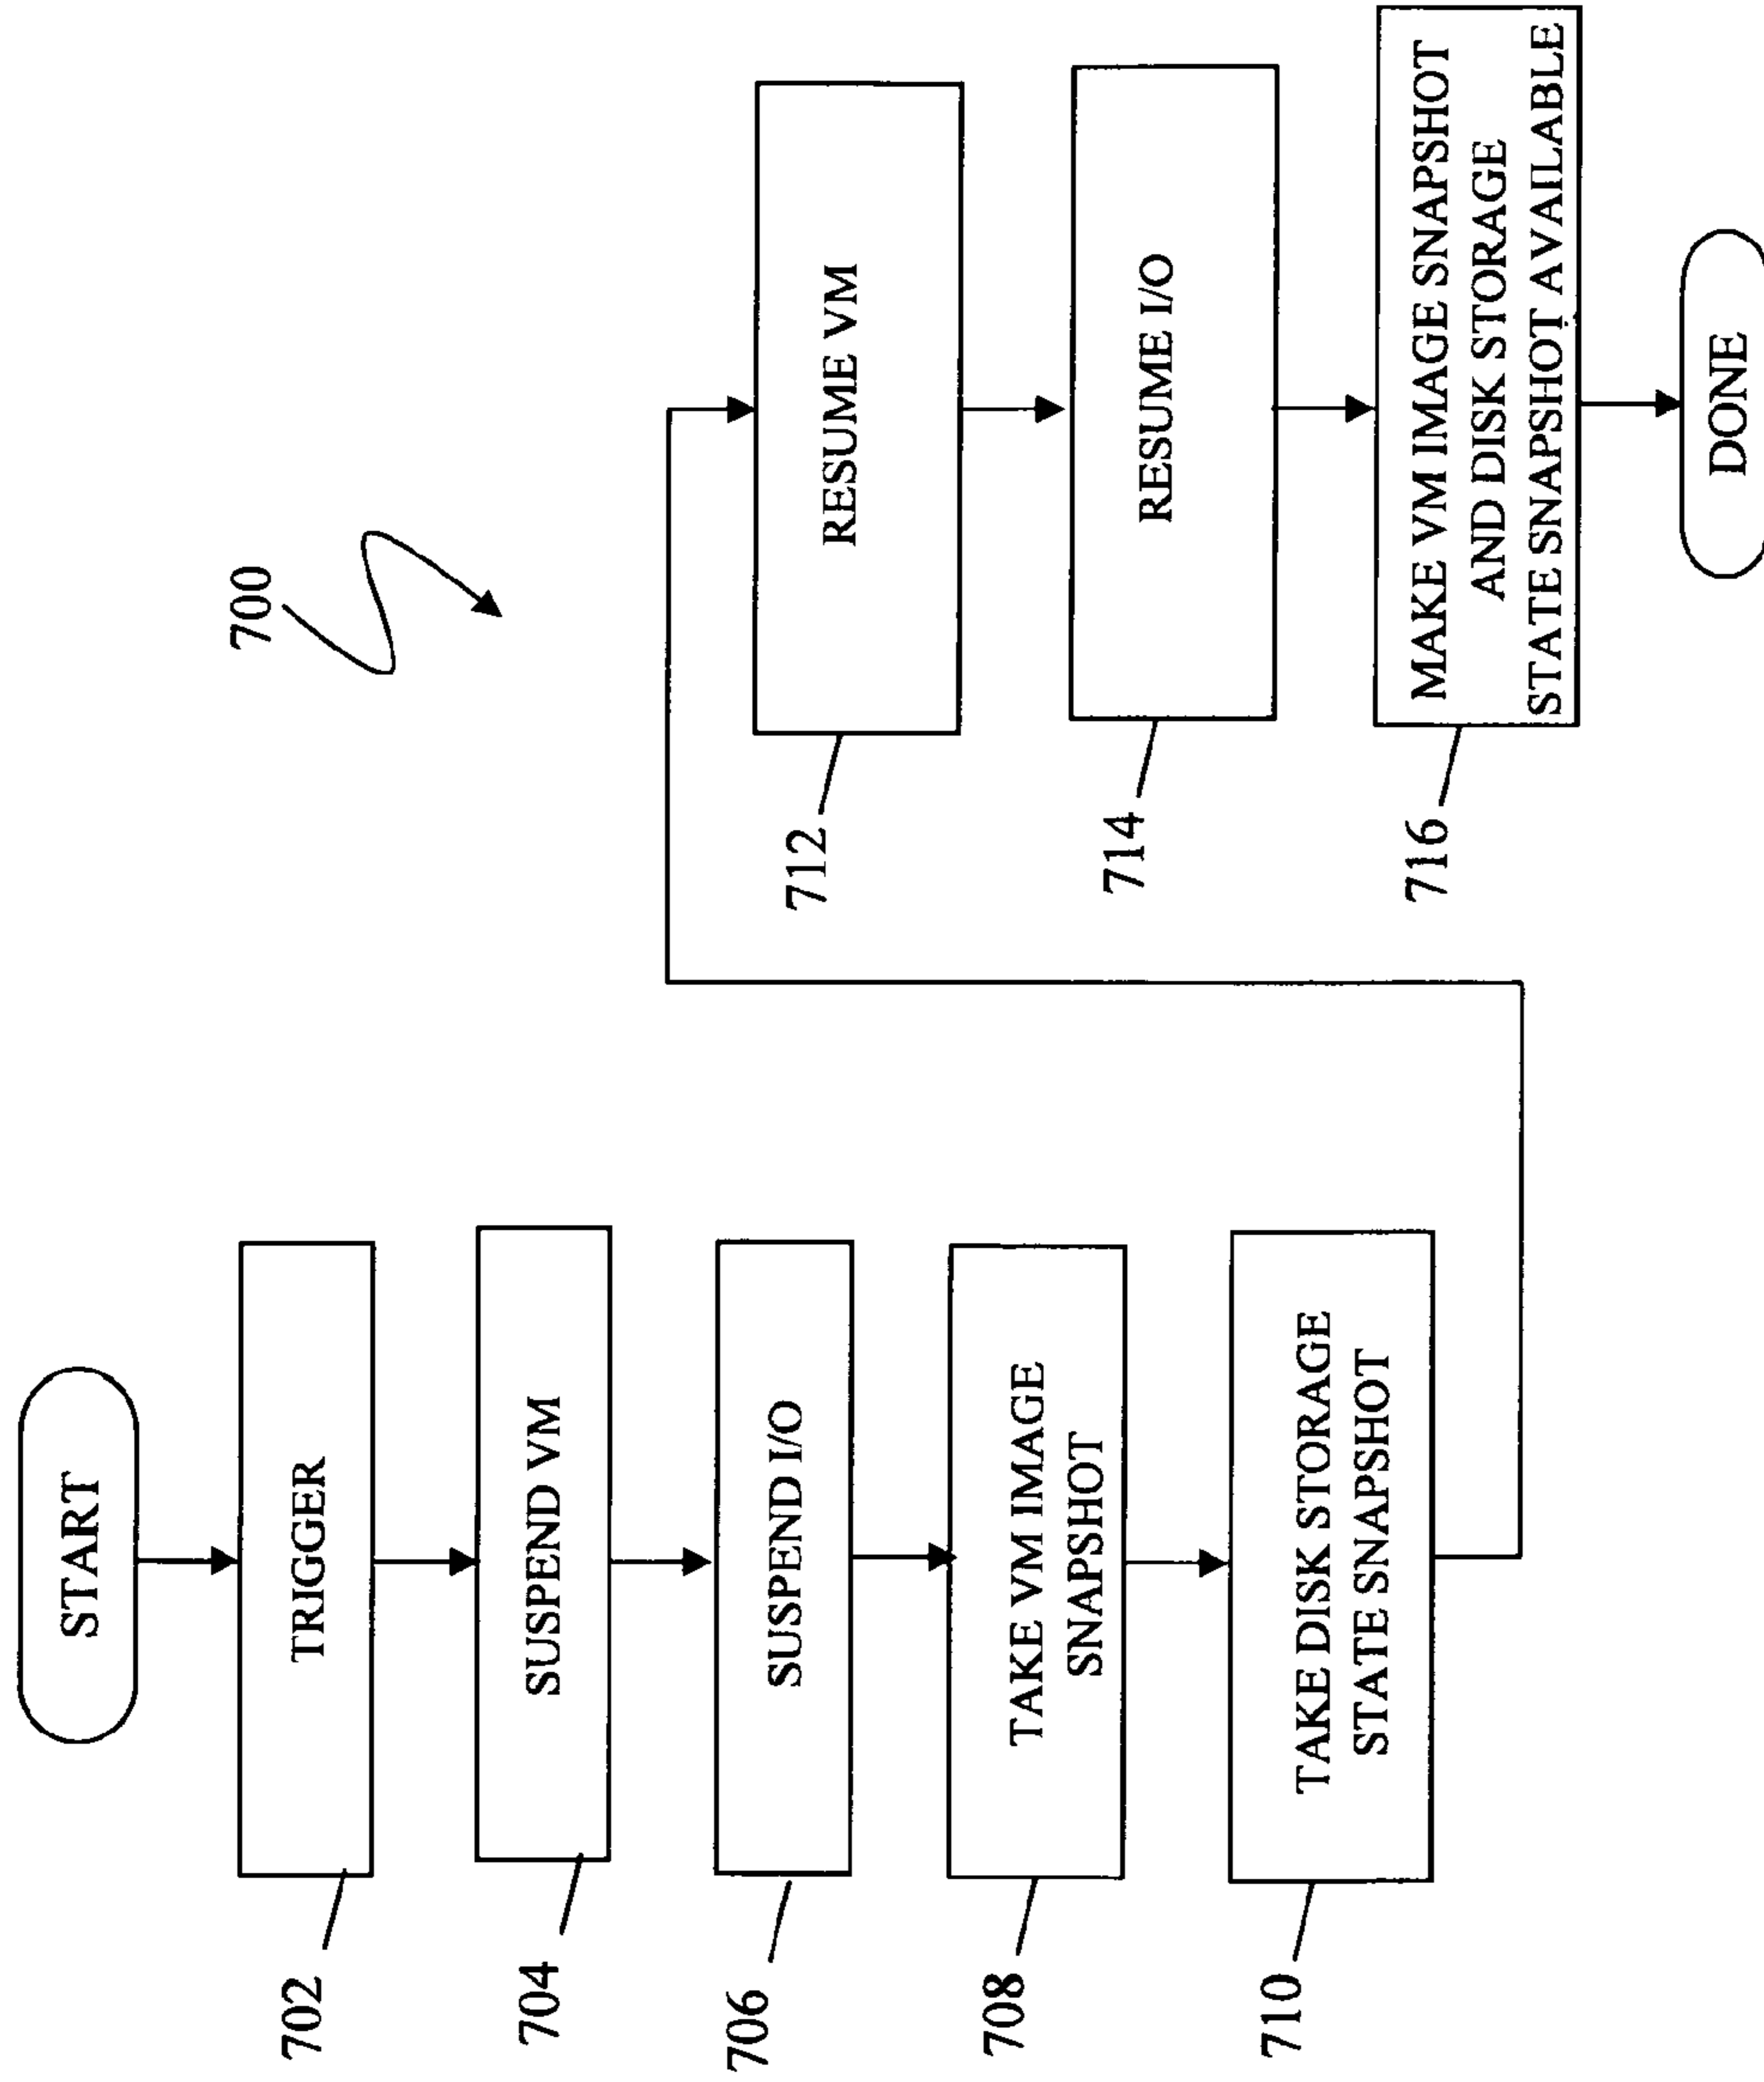 700
START
702
TRIGGER
704
SUSPEND VM
706
SUSPEND I/O
708
TAKE VM IMAGE
SNAPSHOT
710
TAKE DISK STORAGE
STATE SNAPSHOT
712
RESUME VM
714
RESUME I/O
716
MAKE VM IMAGE SNAPSHOT
AND DISK STORAGE
STATE SNAPSHOT AVAILABLE
DONE